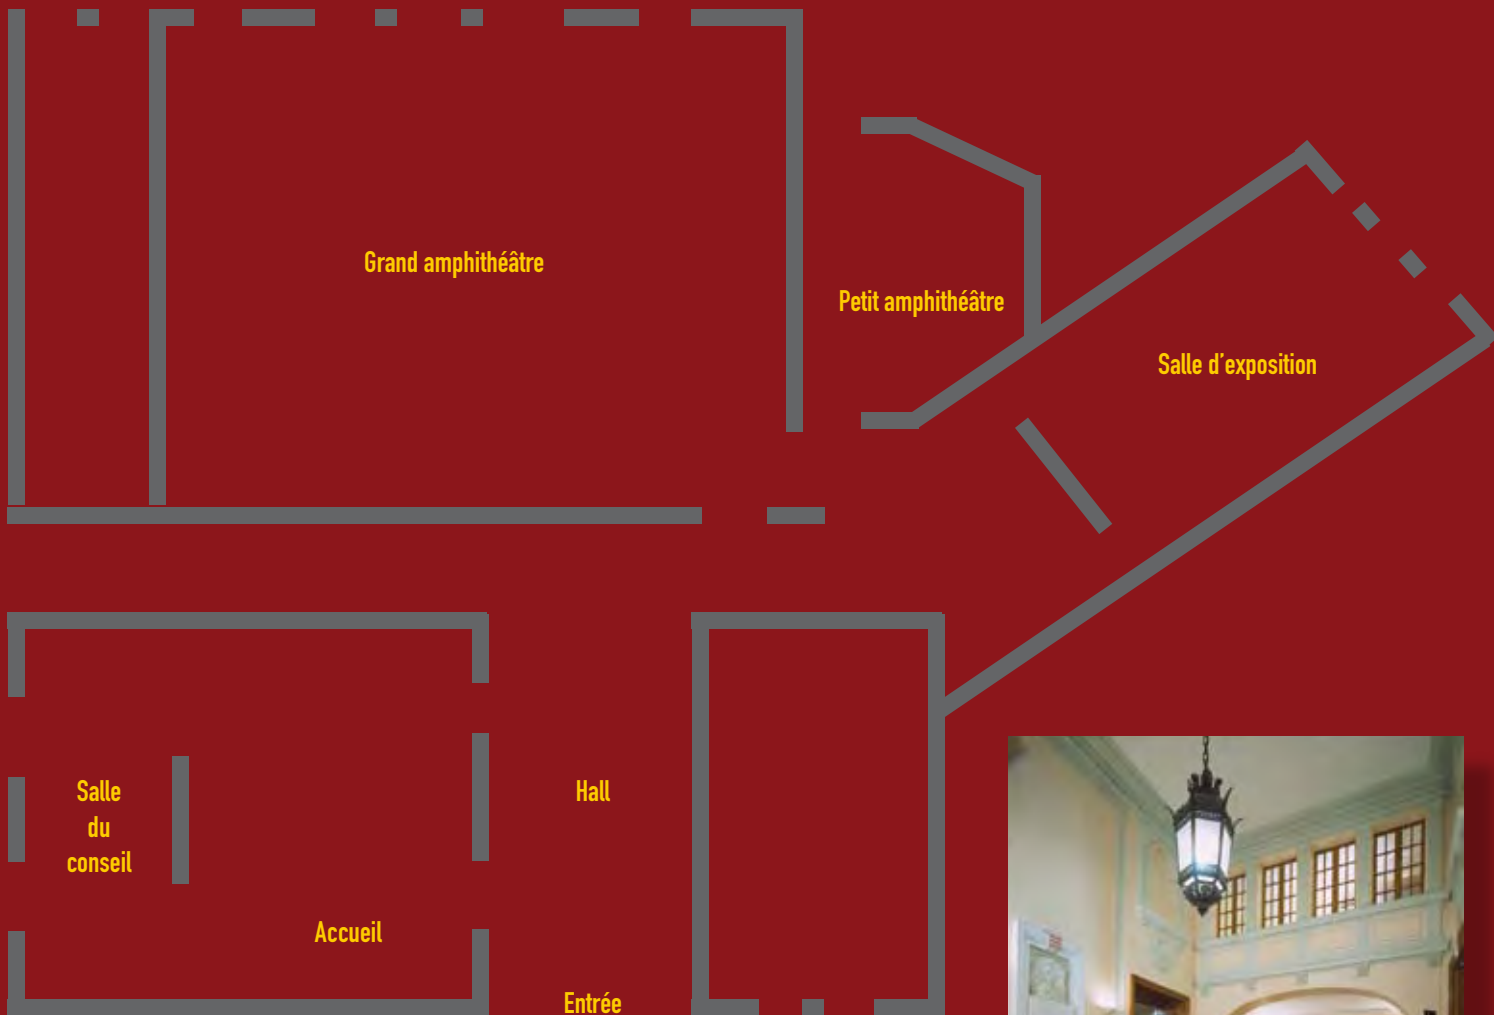 Grand amphithéâtre
Petit amphithéâtre
Salle d’exposition
Salle
du
conseil
Hall
Accueil
Entrée